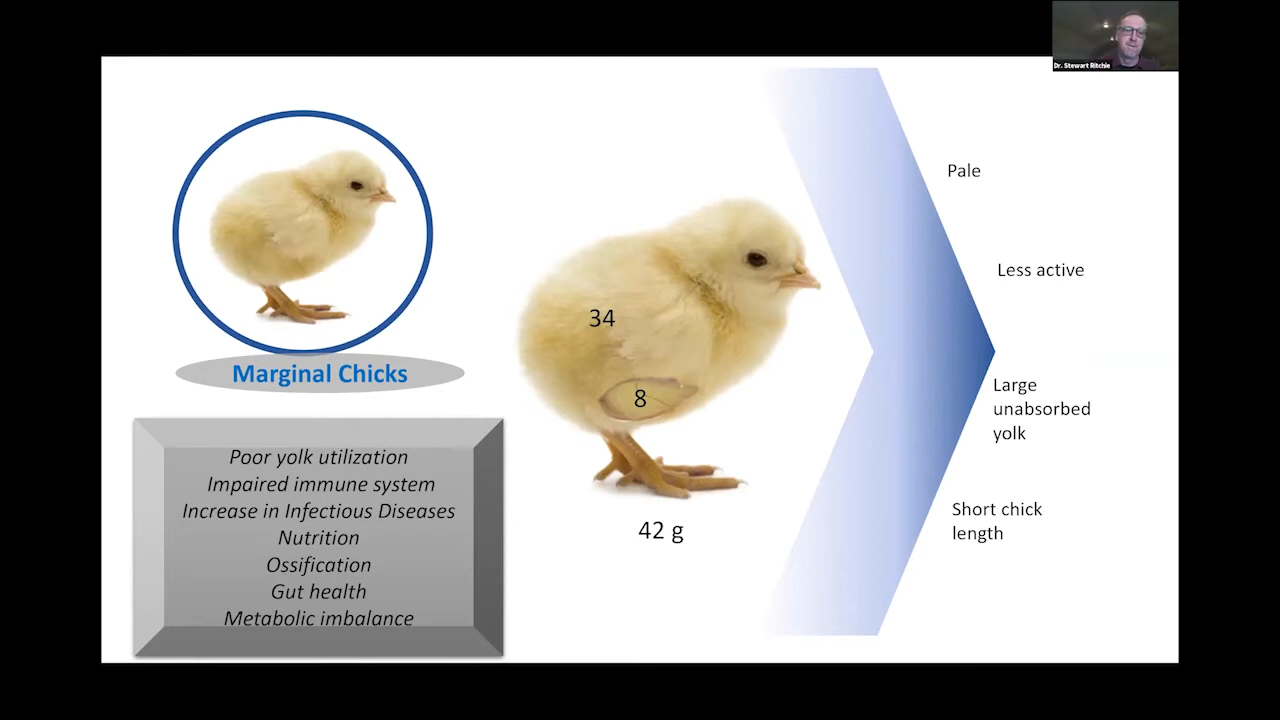 Dr. Stewart Ritchie
Marginal Chicks
Poor yolk utilization
Impaired immune system
Increase in Infectious Diseases
Nutrition
Ossification
Gut health
Metabolic imbalance
34
8
42 g
Pale
Less active
Large
unabsorbed
yolk
Short chick
length